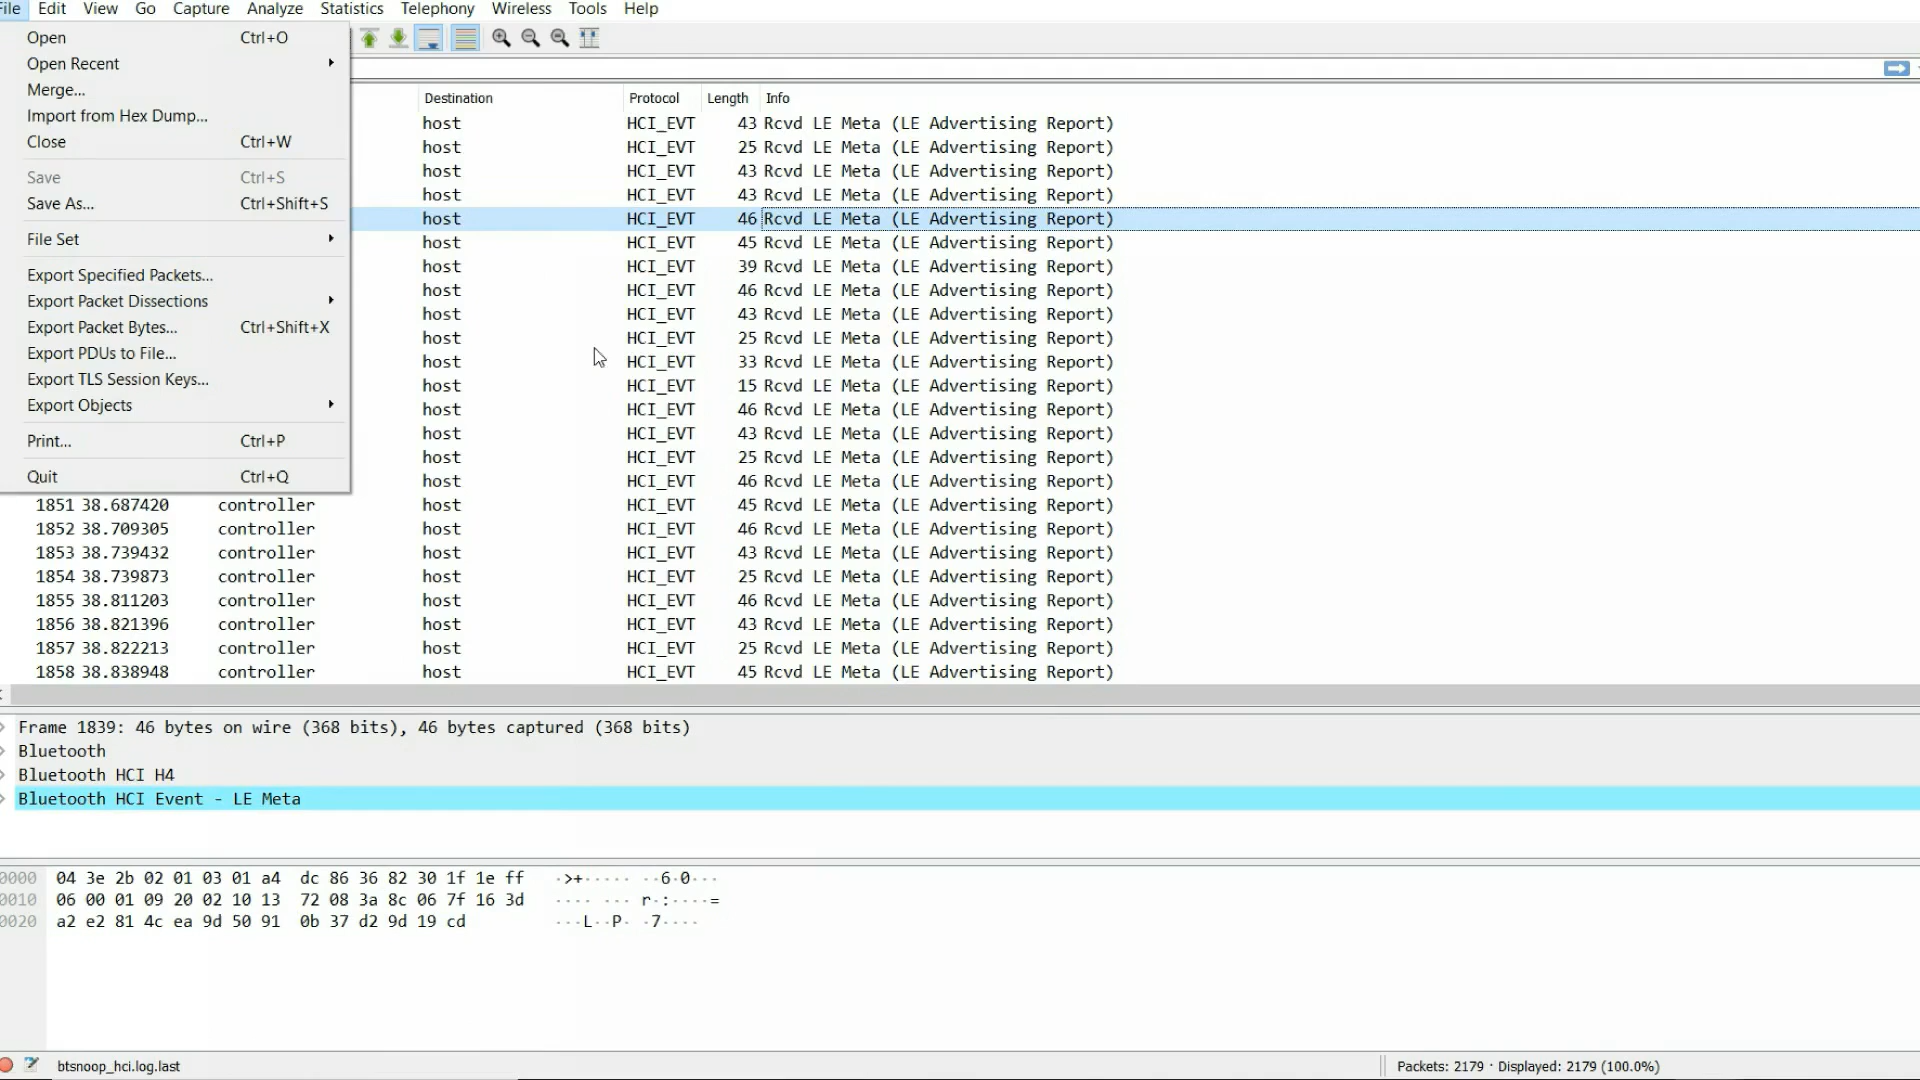 File Edit View Go Capture Analyze Statistics Telephony Wireless Tools Help
Open Ctrl+O
Open Recent
Merge...
Import from Hex Dump...
Close Ctrl+W
Save Ctrl+S
Save As... Ctrl+Shift+S
File Set
Export Specified Packets...
Export Packet Dissections
Export Packet Bytes... Ctrl+Shift+X
Export PDUs to File...
Export TLS Session Keys...
Export Objects
Print... Ctrl+P
Quit Ctrl+Q
Destination Protocol Length Info
host HCI_EVT 43 Rcvd LE Meta (LE Advertising Report)
host HCI_EVT 25 Rcvd LE Meta (LE Advertising Report)
host HCI_EVT 43 Rcvd LE Meta (LE Advertising Report)
host HCI_EVT 43 Rcvd LE Meta (LE Advertising Report)
host HCI_EVT 46 Rcvd LE Meta (LE Advertising Report)
host HCI_EVT 45 Rcvd LE Meta (LE Advertising Report)
host HCI_EVT 39 Rcvd LE Meta (LE Advertising Report)
host HCI_EVT 46 Rcvd LE Meta (LE Advertising Report)
host HCI_EVT 43 Rcvd LE Meta (LE Advertising Report)
host HCI_EVT 25 Rcvd LE Meta (LE Advertising Report)
host HCI_EVT 33 Rcvd LE Meta (LE Advertising Report)
host HCI_EVT 15 Rcvd LE Meta (LE Advertising Report)
host HCI_EVT 46 Rcvd LE Meta (LE Advertising Report)
host HCI_EVT 43 Rcvd LE Meta (LE Advertising Report)
host HCI_EVT 25 Rcvd LE Meta (LE Advertising Report)
host HCI_EVT 46 Rcvd LE Meta (LE Advertising Report)
1851 38.687420 controller host HCI_EVT 45 Rcvd LE Meta (LE Advertising Report)
1852 38.709305 controller host HCI_EVT 46 Rcvd LE Meta (LE Advertising Report)
1853 38.739432 controller host HCI_EVT 43 Rcvd LE Meta (LE Advertising Report)
1854 38.739873 controller host HCI_EVT 25 Rcvd LE Meta (LE Advertising Report)
1855 38.811203 controller host HCI_EVT 46 Rcvd LE Meta (LE Advertising Report)
1856 38.821396 controller host HCI_EVT 43 Rcvd LE Meta (LE Advertising Report)
1857 38.822213 controller host HCI_EVT 25 Rcvd LE Meta (LE Advertising Report)
1858 38.838948 controller host HCI_EVT 45 Rcvd LE Meta (LE Advertising Report)
Frame 1839: 46 bytes on wire (368 bits), 46 bytes captured (368 bits)
Bluetooth
Bluetooth HCI H4
Bluetooth HCI Event - LE Meta
0000 04 3e 2b 02 01 03 01 a4 dc 86 36 82 30 1f 1e ff ·>+····· ··6·0···
0010 06 00 01 09 20 02 10 13 72 08 3a 8c 06 7f 16 3d ···· ··· r·:····=
0020 a2 e2 81 4c ea 9d 50 91 0b 37 d2 9d 19 cd ···L··P· ·7····
btsnoop_hci.log.last Packets: 2179 · Displayed: 2179 (100.0%)